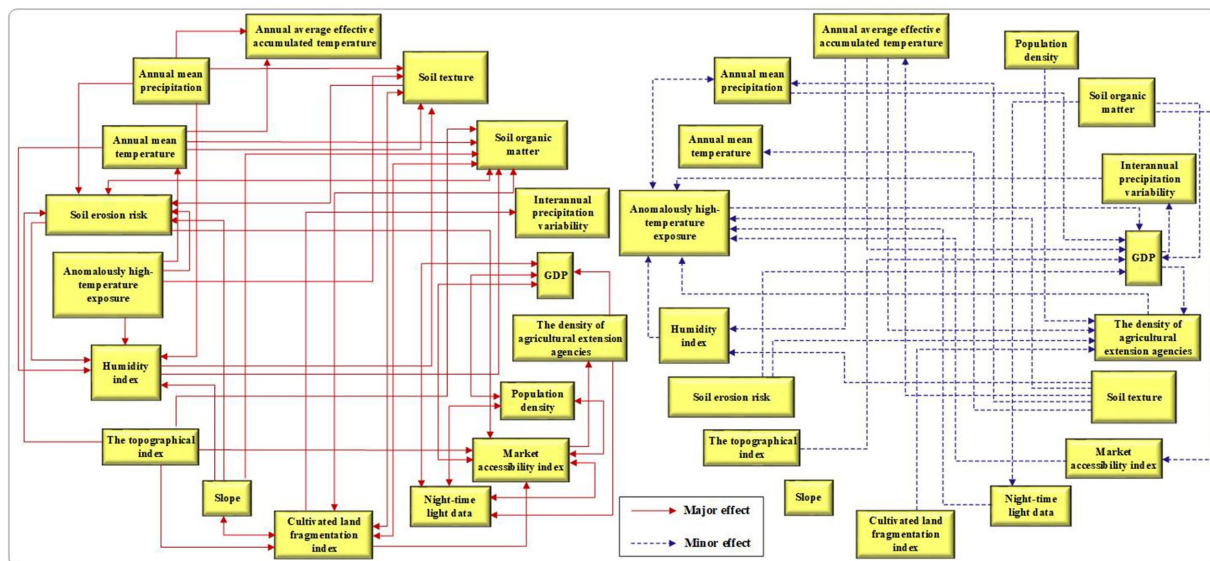 Annual average effective
accumulated temperature
Annual mean
precipitation
Soil texture
Annual mean
temperature
Soil organic
matter
Soil erosion risk
Interannual
precipitation
variability
Anomalously high-
temperature
exposure
GDP
The density of
agricultural extension
agencies
Humidity
index
Population
density
The topographical
index
Market
accessibility index
Slope
Night-time
light data
Cultivated land
fragmentation
index
Annual average effective
accumulated temperature
Population
density
Annual mean
precipitation
Soil organic
matter
Annual mean
temperature
Interannual
precipitation
variability
Anomalously high-
temperature
exposure
GDP
Humidity
index
The density of
agricultural extension
agencies
Soil erosion risk
Soil texture
The topographical
index
Market
accessibility index
Slope
Night-time
light data
Cultivated land
fragmentation
index
Major effect
Minor effect